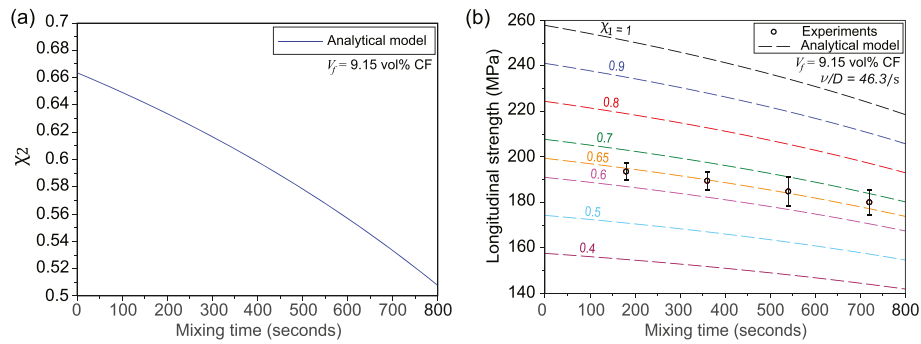 (a)
0.7
0.68
0.66
0.64
0.62
0.6
0.58
0.56
0.54
0.52
0.5
χ2
0 100 200 300 400 500 600 700 800
Mixing time (seconds)
Analytical model
Vf = 9.15 vol% CF
(b)
260
240
220
200
180
160
140
Longitudinal strength (MPa)
0 100 200 300 400 500 600 700 800
Mixing time (seconds)
Experiments
Analytical model
Vf = 9.15 vol% CF
ν/D = 46.3/s
χ1 = 1
0.9
0.8
0.7
0.65
0.6
0.5
0.4